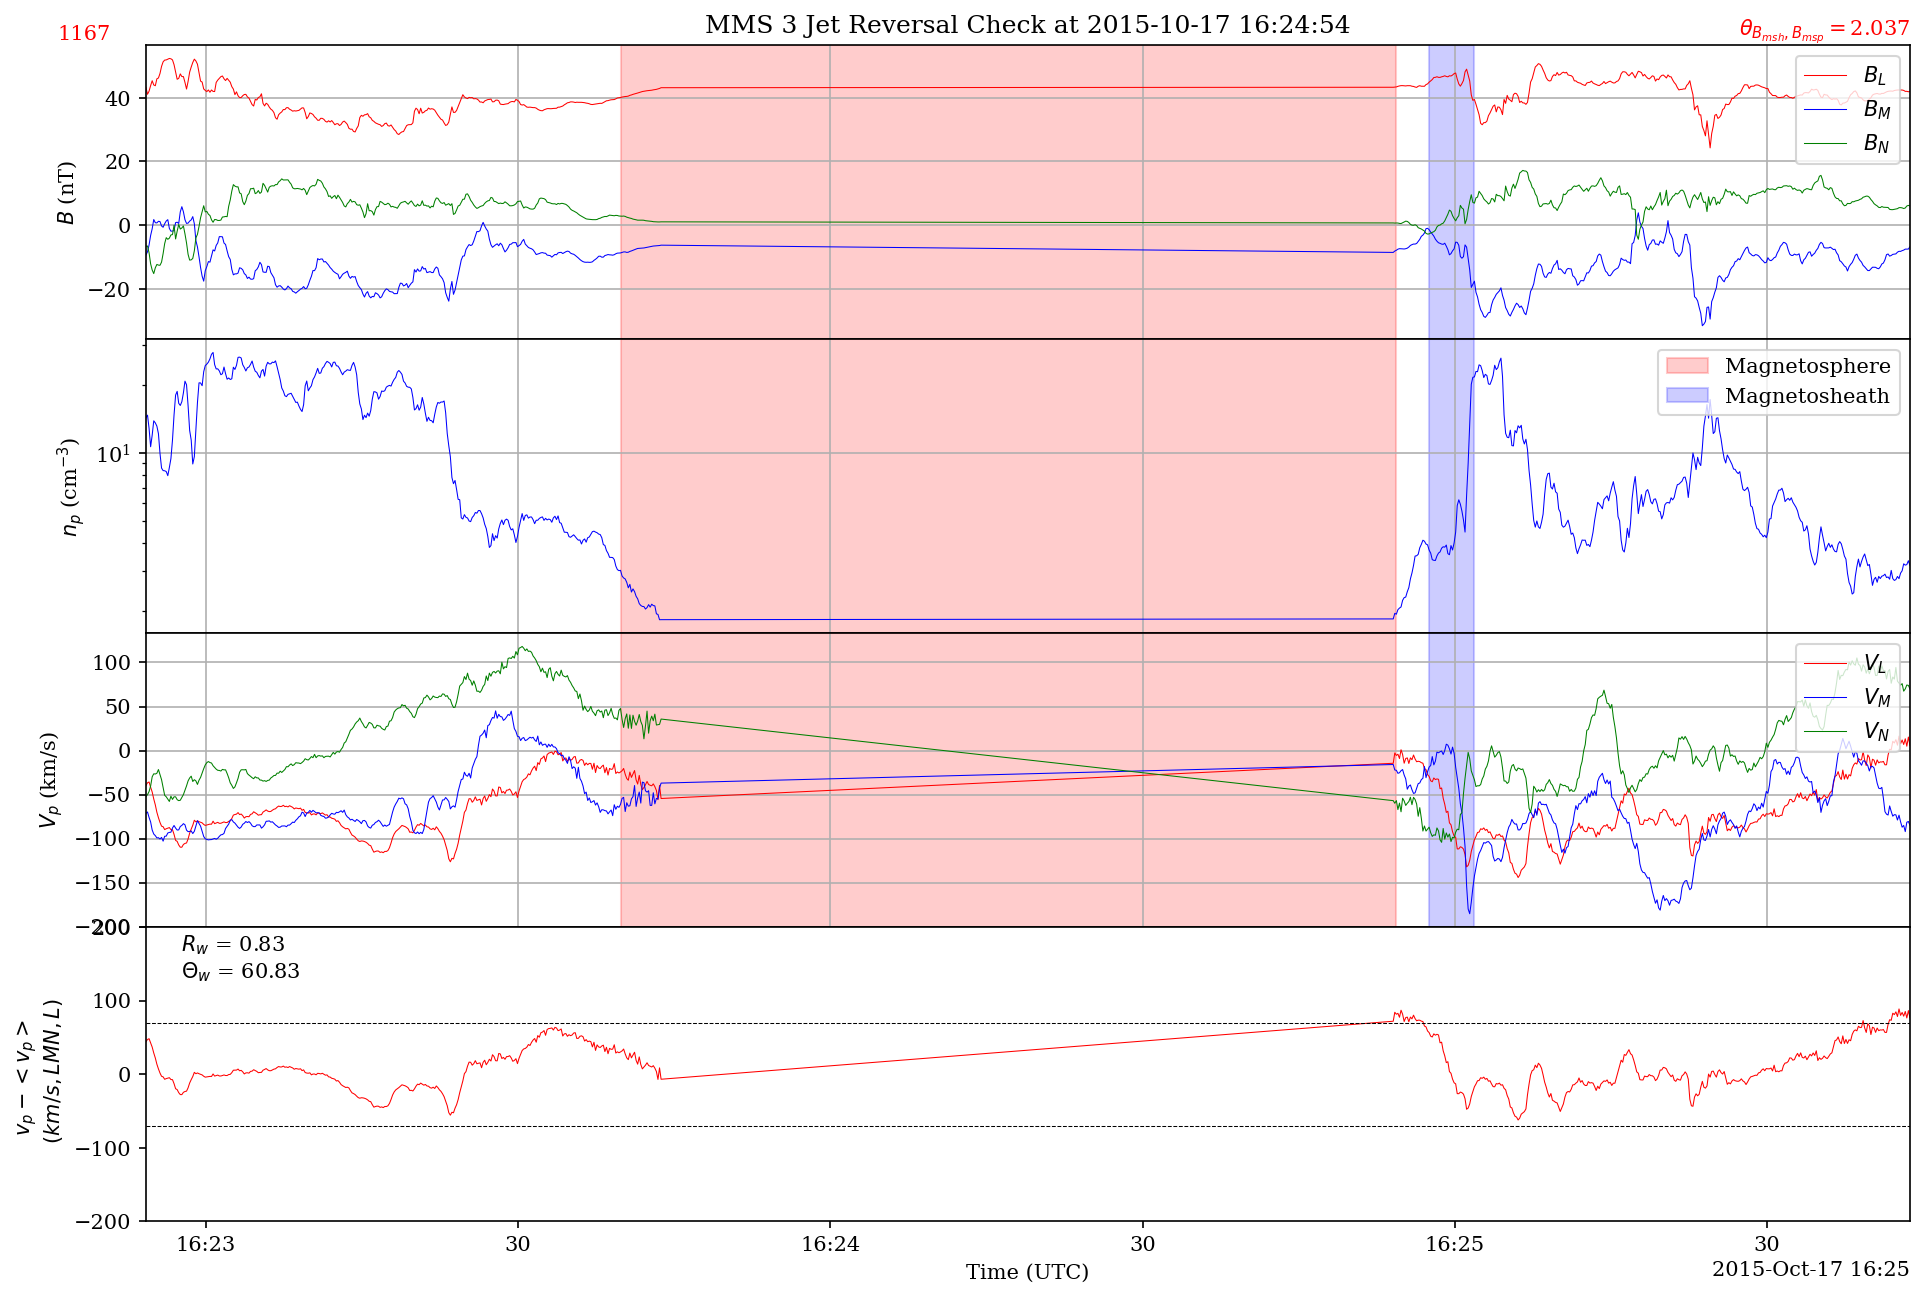 MMS 3 Jet Reversal Check at 2015-10-17 16:24:54
1167
θ_{B_{msh}, B_{msp}} = 2.037
40
20
0
−20
B (nT)
B_L
B_M
B_N
10^1
n_p (cm^{−3})
Magnetosphere
Magnetosheath
100
50
0
−50
−100
−150
−200
V_p (km/s)
V_L
V_M
V_N
200
100
0
−100
−200
v_p − < v_p >
(km/s, LMN, L)
R_w = 0.83
Θ_w = 60.83
16:23
30
16:24
30
16:25
30
Time (UTC)
2015-Oct-17 16:25